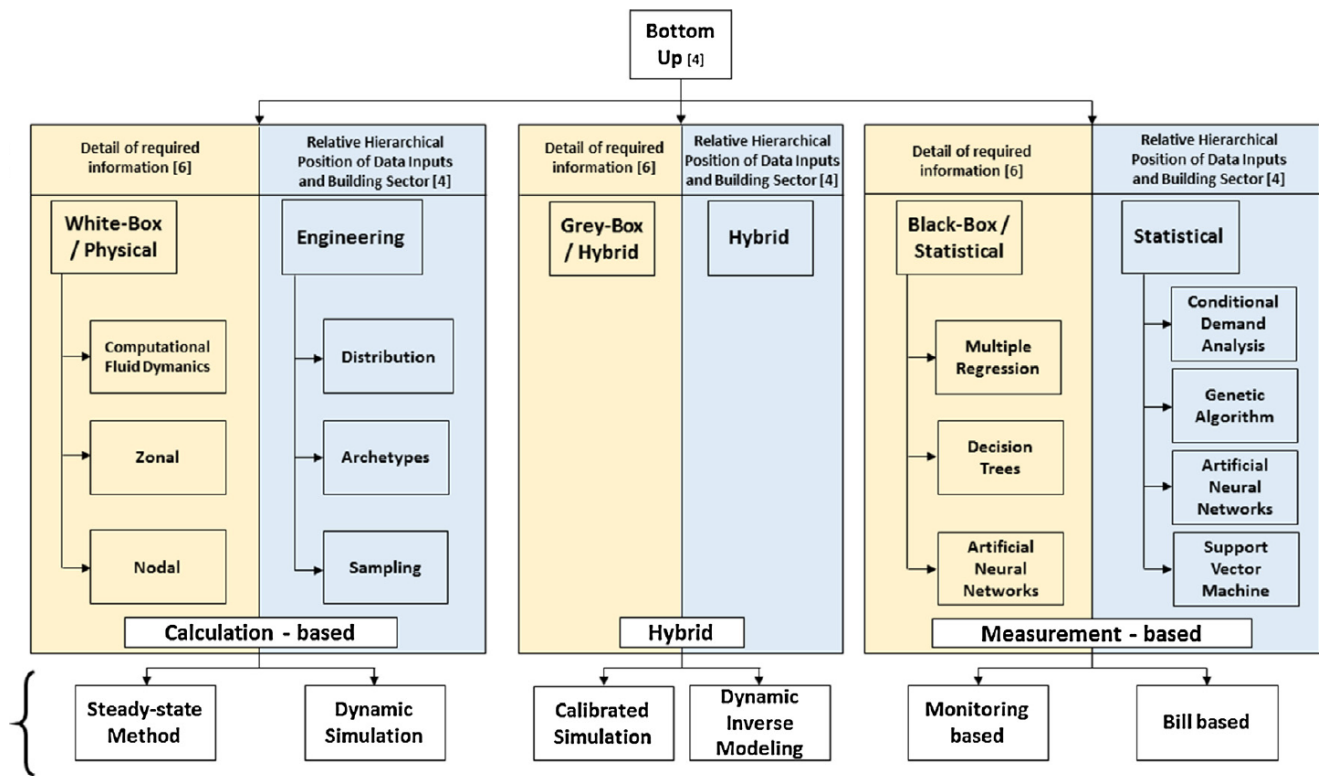 Bottom
Up [4]
Detail of required
information [6]
Relative Hierarchical
Position of Data Inputs
and Building Sector [4]
White-Box
/ Physical
Engineering
Computational
Fluid Dymanics
Distribution
Zonal
Archetypes
Nodal
Sampling
Calculation - based
Steady-state
Method
Dynamic
Simulation
Detail of required
information [6]
Relative Hierarchical
Position of Data Inputs
and Building Sector [4]
Grey-Box
/ Hybrid
Hybrid
Hybrid
Calibrated
Simulation
Dynamic
Inverse
Modeling
Detail of required
information [6]
Relative Hierarchical
Position of Data Inputs
and Building Sector [4]
Black-Box /
Statistical
Statistical
Multiple
Regression
Decision
Trees
Artificial
Neural
Networks
Conditional
Demand
Analysis
Genetic
Algorithm
Artificial
Neural
Networks
Support
Vector
Machine
Measurement - based
Monitoring
based
Bill based